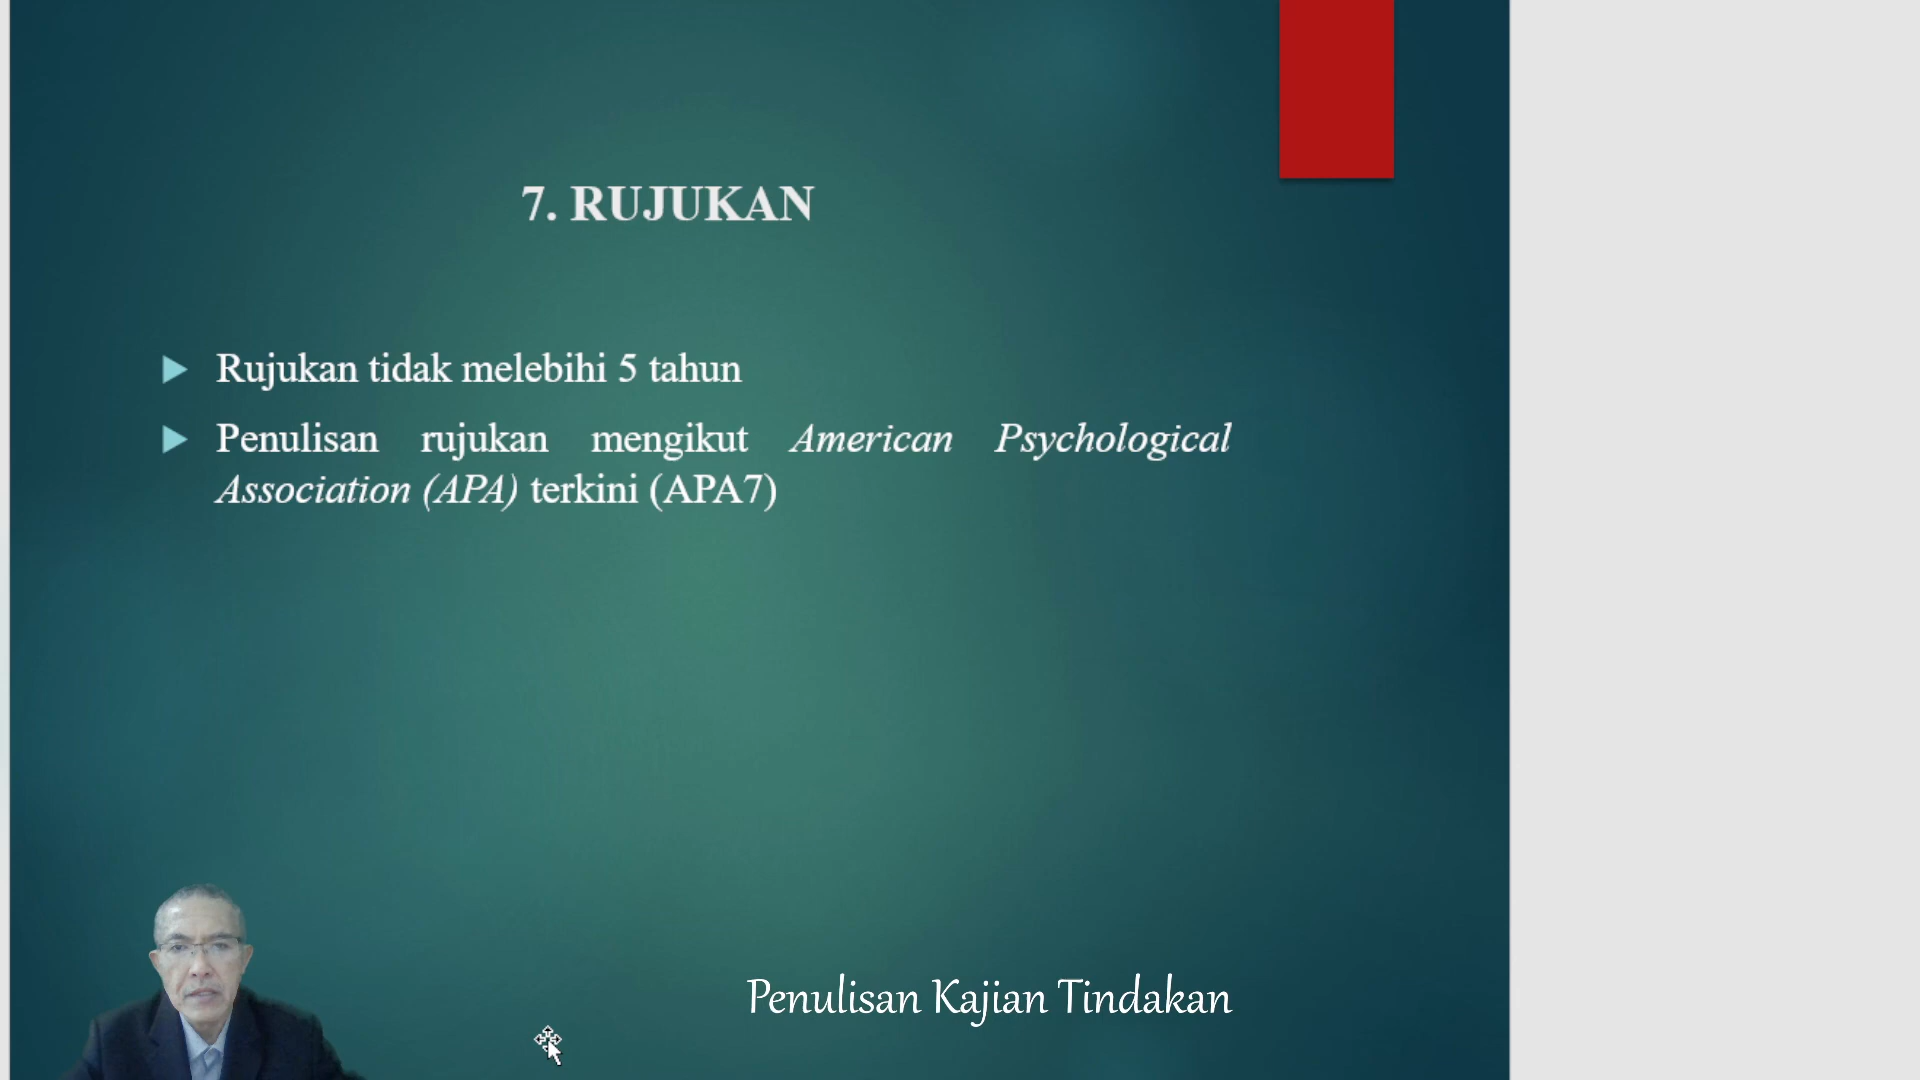 7. RUJUKAN
Rujukan tidak melebihi 5 tahun
Penulisan rujukan mengikut American Psychological
Association (APA) terkini (APA7)
Penulisan Kajian Tindakan